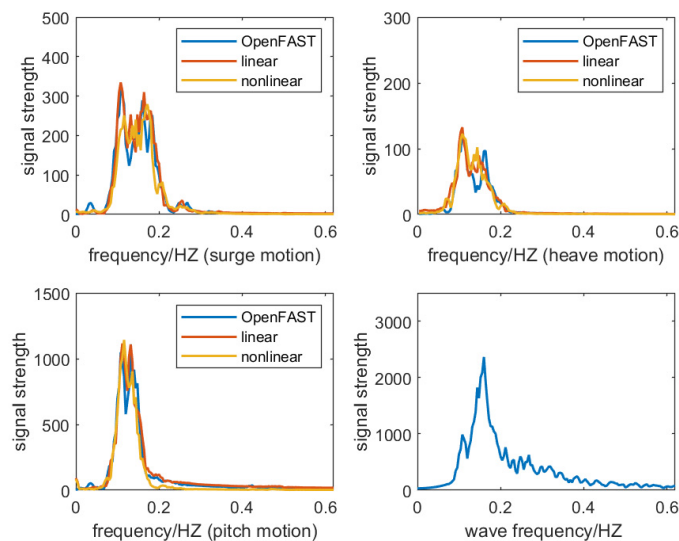 500
400
300
200
100
0
0
0.2
0.4
0.6
signal strength
frequency/HZ (surge motion)
OpenFAST
linear
nonlinear
300
200
100
0
0
0.2
0.4
0.6
signal strength
frequency/HZ (heave motion)
OpenFAST
linear
nonlinear
1500
1000
500
0
0
0.2
0.4
0.6
signal strength
frequency/HZ (pitch motion)
OpenFAST
linear
nonlinear
3000
2000
1000
0
0
0.2
0.4
0.6
signal strength
wave frequency/HZ